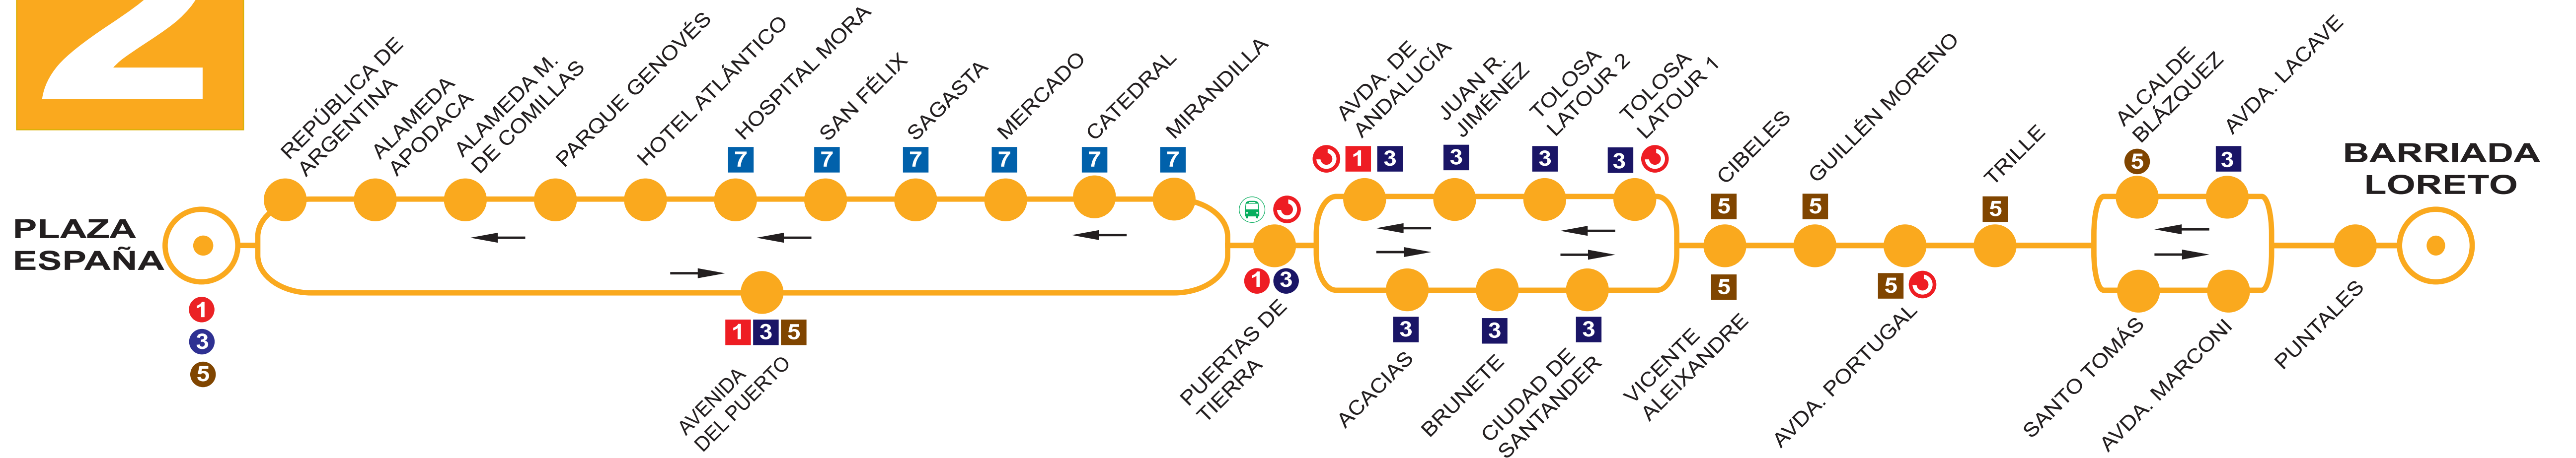 2
PLAZA
ESPAÑA
1
3
5
REPÚBLICA DE
ARGENTINA
ALAMEDA
APODACA
ALAMEDA M.
DE COMILLAS
PARQUE GENOVÉS
HOTEL ATLÁNTICO
HOSPITAL MORA
7
SAN FÉLIX
7
SAGASTA
7
MERCADO
7
CATEDRAL
7
MIRANDILLA
7
1 3 5
AVENIDA
DEL PUERTO
1 3
PUERTAS DE
TIERRA
AVDA. DE
ANDALUCÍA
1 3
JUAN R.
JIMÉNEZ
3
TOLOSA
LATOUR 2
3
TOLOSA
LATOUR 1
3
3
ACACIAS
3
BRUNETE
3
CIUDAD DE
SANTANDER
CIBELES
5
5
VICENTE
ALEIXANDRE
GUILLÉN MORENO
5
5
AVDA. PORTUGAL
TRILLE
5
ALCALDE
BLÁZQUEZ
5
AVDA. LACAVE
3
SANTO TOMÁS
AVDA. MARCONI
PUNTALES
BARRIADA
LORETO